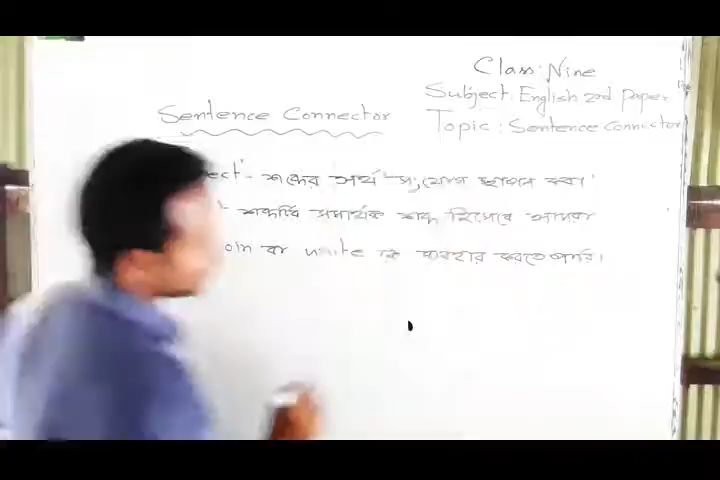 Class: Nine
Subject: English 2nd paper
Topic: Sentence connector
Sentence Connector
ect' শব্দের অর্থ 'সংযোগ স্থাপন করা।'
শব্দটির সমার্থক শব্দ হিসেবে আমরা
oin বা unite কে ব্যবহার করতে পারি।